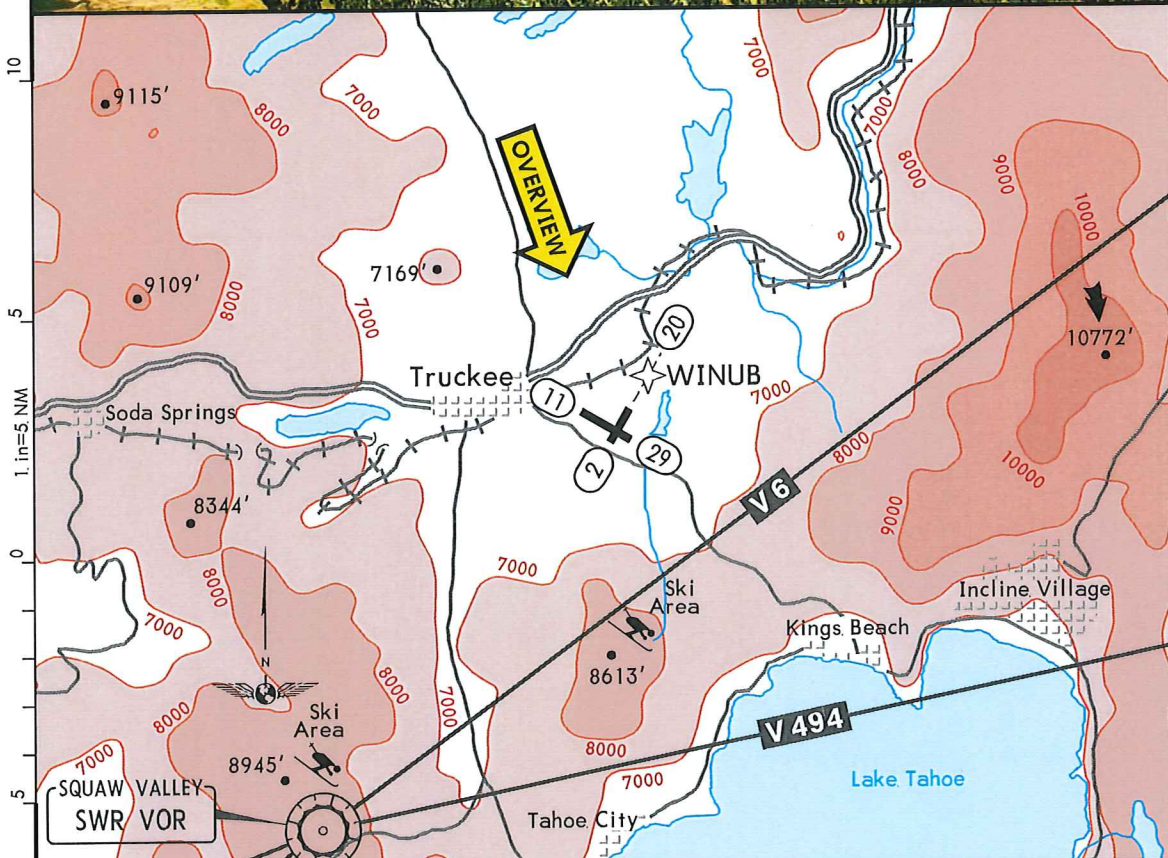 10
5
1 in=5 NM
0
5
9115'
8000
7000
7000
7000
8000
9000
10000
OVERVIEW
7169'
9109'
8000
7000
10772'
20
Truckee
WINUB
11
Soda Springs
7000
29
2
8000
10000
V 6
9000
8344'
7000
8000
Ski
Area
Incline Village
7000
Kings Beach
N
8613'
8000
7000
8000
Ski
Area
V 494
8000
7000
8945'
7000
Lake Tahoe
SQUAW VALLEY
SWR VOR
Tahoe City